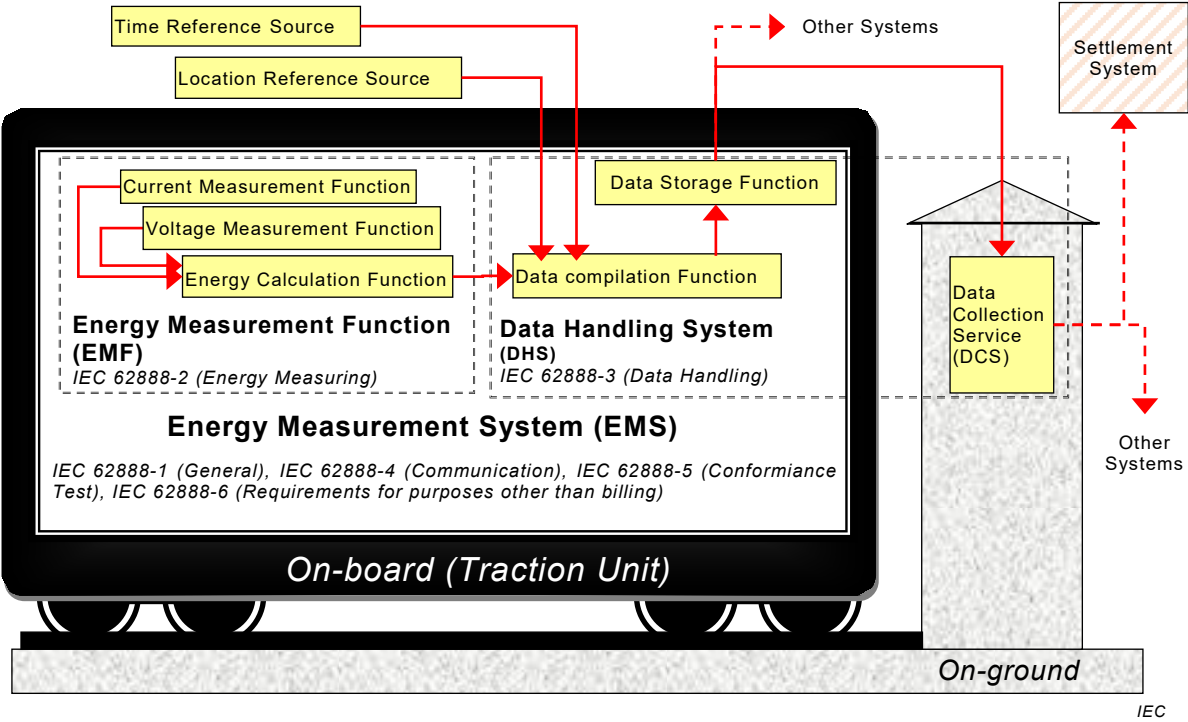 Time Reference Source
Other Systems
Settlement
System
Location Reference Source
Current Measurement Function
Data Storage Function
Voltage Measurement Function
Energy Calculation Function
Data compilation Function
Data
Collection
Service
(DCS)
Energy Measurement Function
(EMF)
IEC 62888-2 (Energy Measuring)
Data Handling System
(DHS)
IEC 62888-3 (Data Handling)
Energy Measurement System (EMS)
Other
Systems
IEC 62888-1 (General), IEC 62888-4 (Communication), IEC 62888-5 (Conformiance
Test), IEC 62888-6 (Requirements for purposes other than billing)
On-board (Traction Unit)
On-ground
IEC